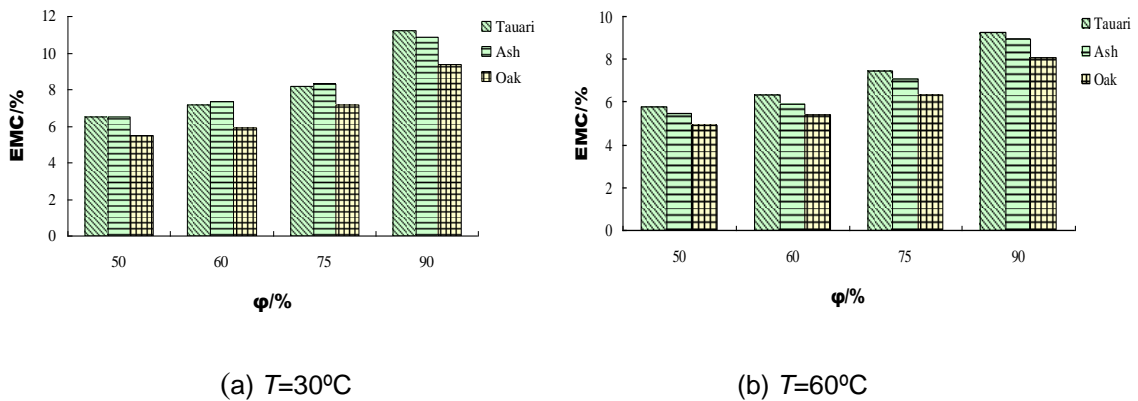 12
10
8
6
4
2
0
EMC/%
50 60 75 90
φ/%
Tauari
Ash
Oak
(a) T=30ºC
10
8
6
4
2
0
EMC/%
50 60 75 90
φ/%
Tauari
Ash
Oak
(b) T=60ºC